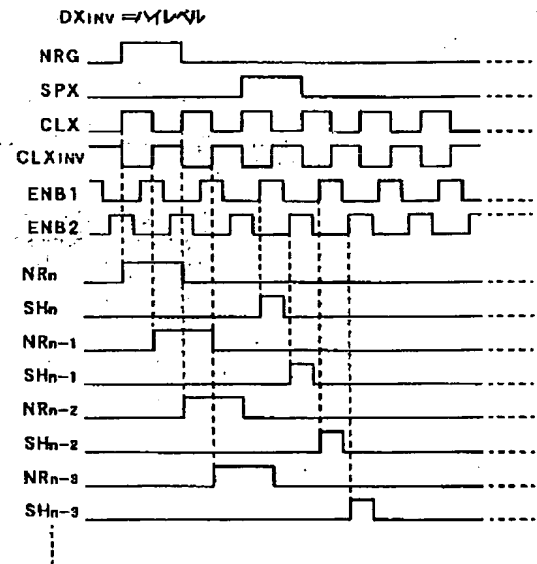 DXINV =ハイレベル
NRG
SPX
CLX
CLXINV
ENB1
ENB2
NRn
SHn
NRn-1
SHn-1
NRn-2
SHn-2
NRn-3
SHn-3